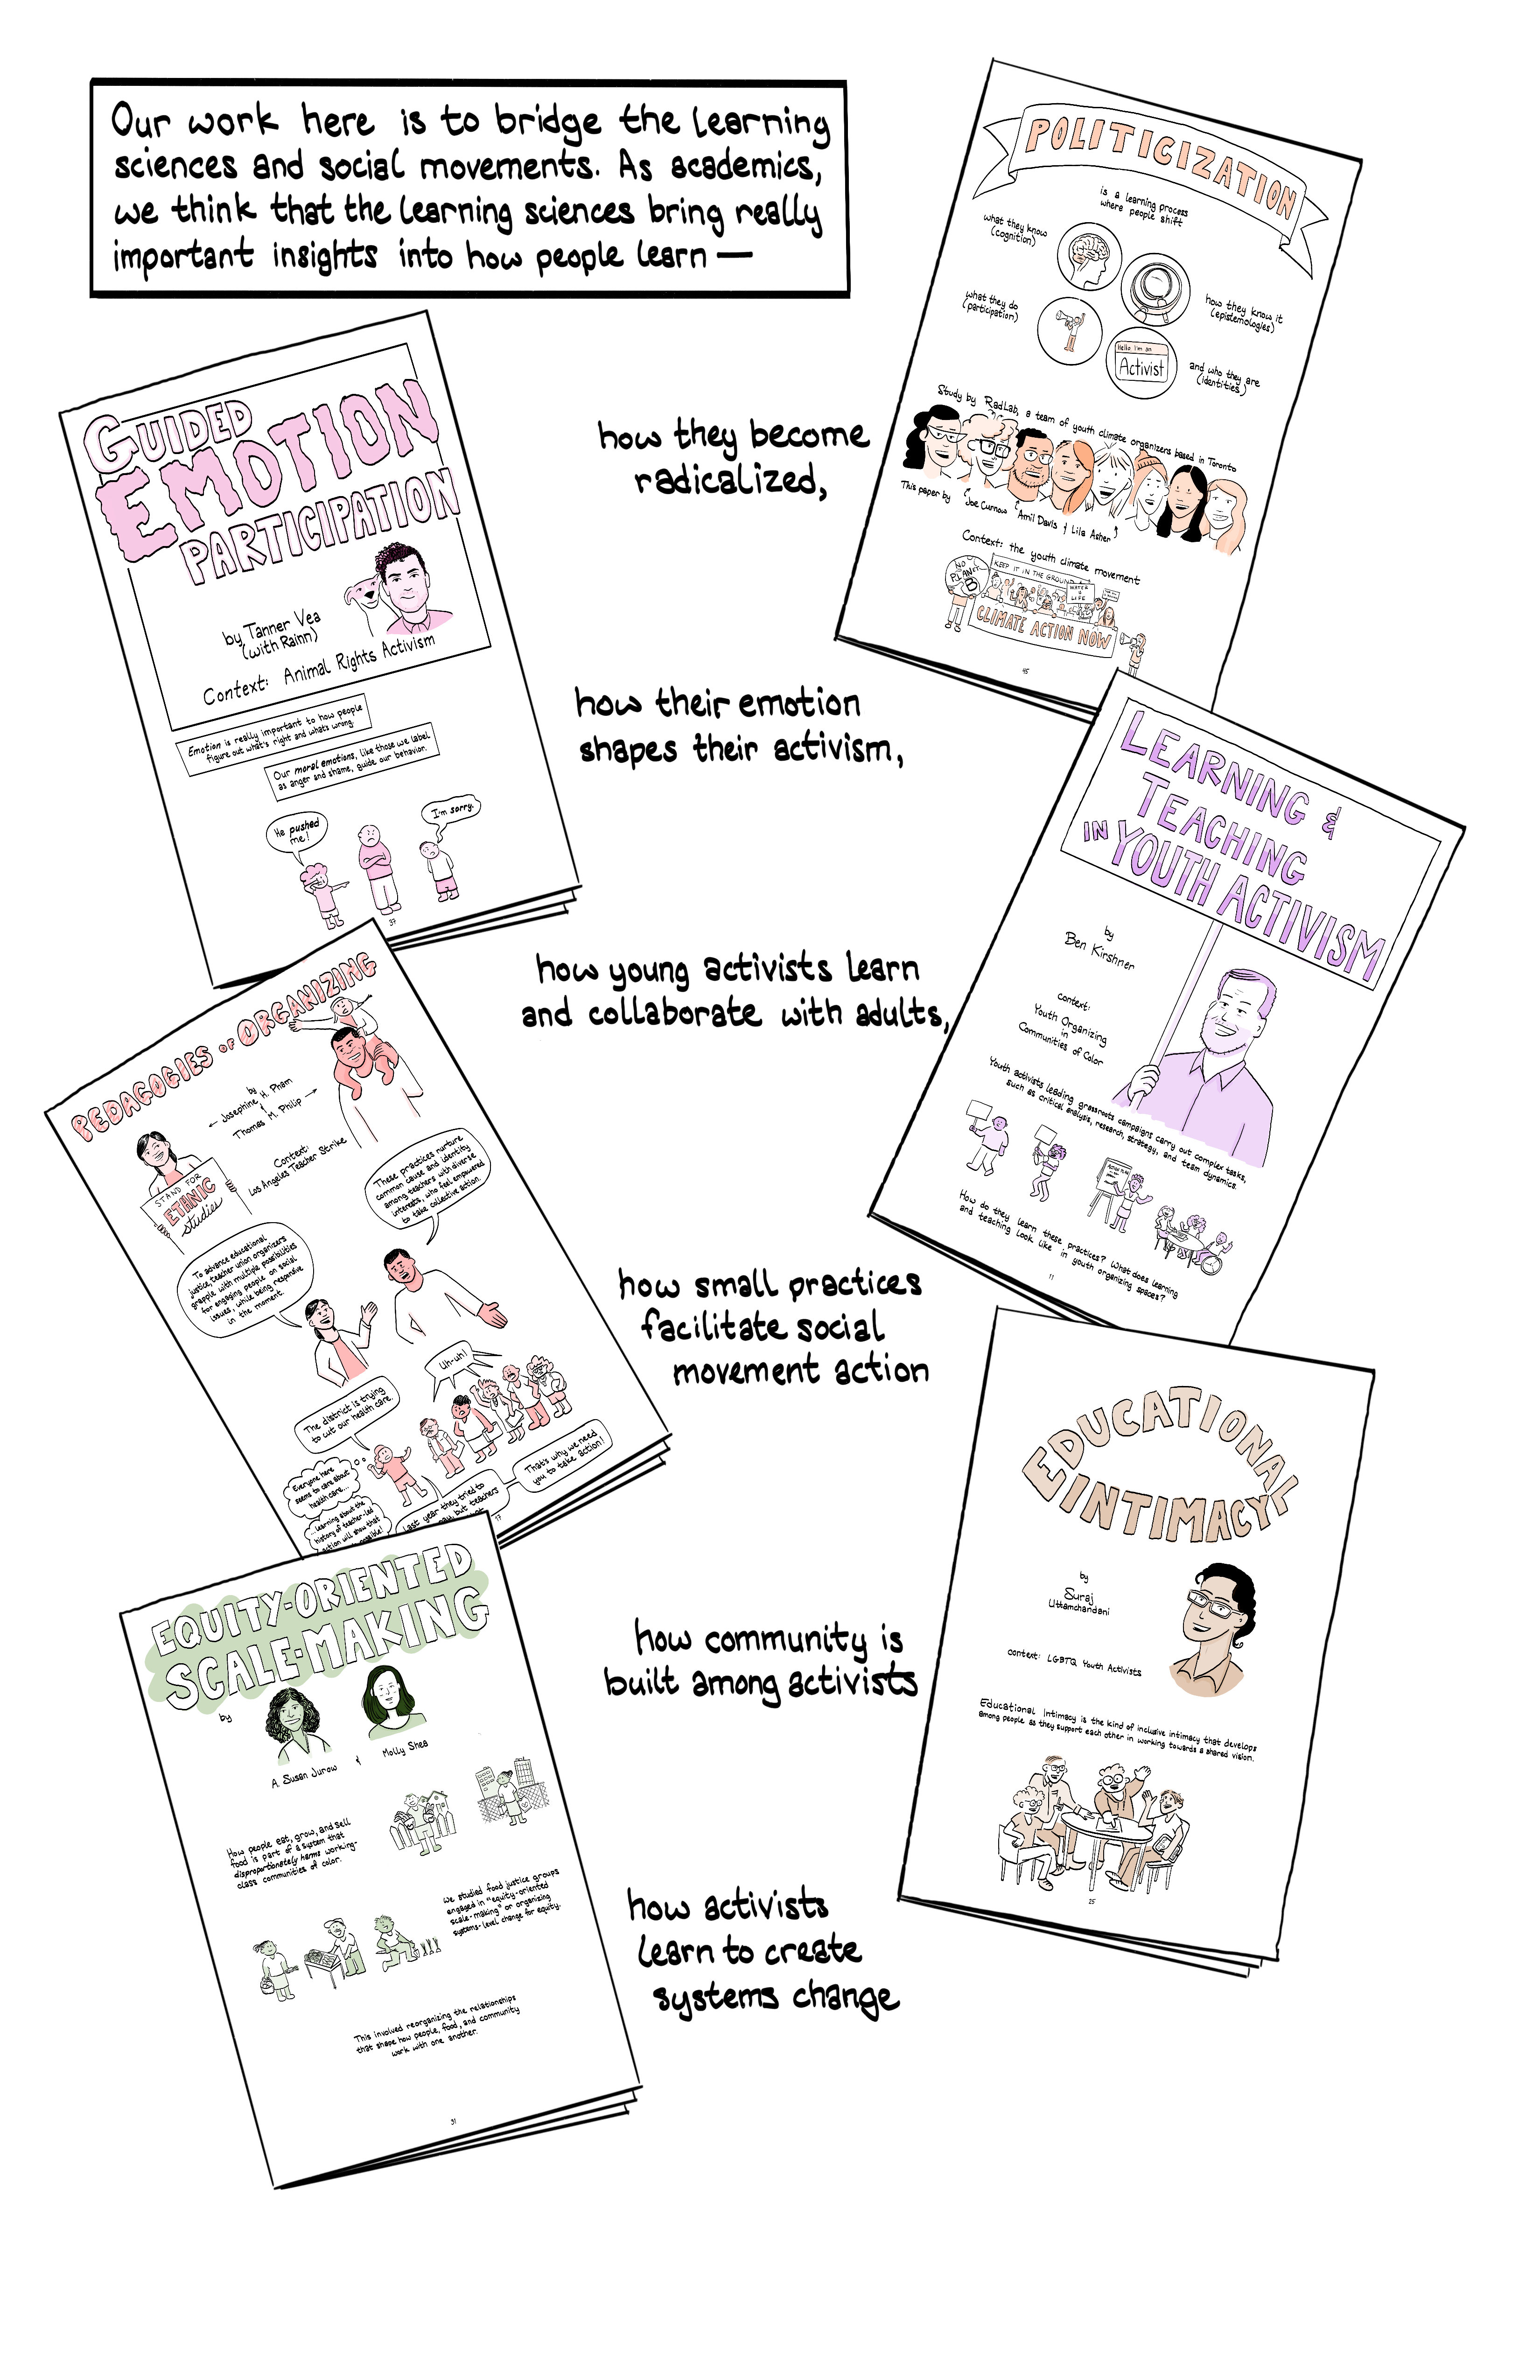 Our work here is to bridge the learning
sciences and social movements. As academics,
we think that the learning sciences bring really
important insights into how people learn —
how they become
radicalized,
POLITICIZATION
is a learning process
where people shift
what they know
(cognition)
how they know it
(epistemologies)
what they do
(participation)
Hello, I'm an
Activist
and who they are
(identities)
Study by RadLab, a team of youth climate organizers based in Toronto
This paper by Joe Curnow, Amil Davis & Lila Asher
Context: the youth climate movement
NO
PLANET
B
KEEP IT IN THE GROUND
WATER
IS
LIFE
CLIMATE ACTION NOW
45
how their emotion
shapes their activism,
GUIDED
EMOTION
PARTICIPATION
by Tanner Vea
(with Rainn)
Context: Animal Rights Activism
Emotion is really important to how people
figure out what's right and whats wrong.
Our moral emotions, like those we label
as anger and shame, guide our behavior.
He pushed
me!
I'm sorry.
37
how young activists learn
and collaborate with adults,
LEARNING &
TEACHING
IN YOUTH ACTIVISM
by
Ben Kirshner
context:
Youth Organizing
in
Communities of Color
Youth activists leading grassroots campaigns carry out complex tasks,
such as critical analysis, research, strategy, and team dynamics.
How do they learn these practices? What does learning
and teaching look like in youth organizing spaces?
11
how small practices
facilitate social
movement action
PEDAGOGIES OF ORGANIZING
by
← Josephine H. Pham
&
Thomas M. Philip →
Context:
Los Angeles Teacher Strike
STAND FOR
ETHNIC
studies
These practices nurture
common cause and identity
among teachers with diverse
interests, who feel empowered
to take collective action.
To advance educational
justice, teacher union organizers
grapple with multiple possibilities
for engaging people on social
issues, while being responsive
in the moment.
Uh-uh!
The district is trying
to cut our health care.
Everyone here
seems to care about
health care...
...learning about the
history of teacher-led
action will show that
possible!
Last year they tried to
pay, but teachers
That's why we need
you to take action!
17
how community is
built among activists
EDUCATIONAL
INTIMACY
by
Suraj
Uttamchandani
context: LGBTQ Youth Activists
Educational Intimacy is the kind of inclusive intimacy that develops
among people as they support each other in working towards a shared vision.
25
how activists
learn to create
systems change
EQUITY-ORIENTED
SCALE-MAKING
by
A. Susan Jurow & Molly Shea
How people eat, grow, and sell
food is part of a system that
disproportionately harms working-
class communities of color.
We studied food justice groups
engaged in "equity-oriented
scale-making" or organizing
systems-level change for equity.
This involved reorganizing the relationships
that shape how people, food, and community
work with one another.
31